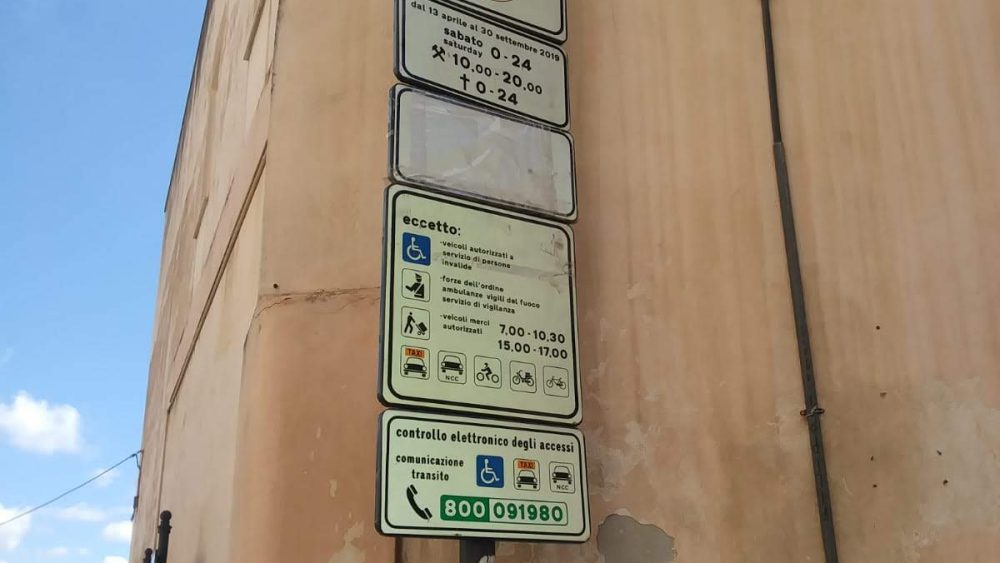 dal 13 aprile al 30 settembre 2019
sabato 0-24
saturday
10.00-20.00
0-24
eccetto:
-veicoli autorizzati a
servizio di persone
invalide
-forze dell'ordine
ambulanze vigili del fuoco
servizio di vigilanza
-veicoli merci
autorizzati
7.00-10.30
15.00-17.00
TAXI
NCC
controllo elettronico degli accessi
comunicazione
transito
TAXI
NCC
800 091980